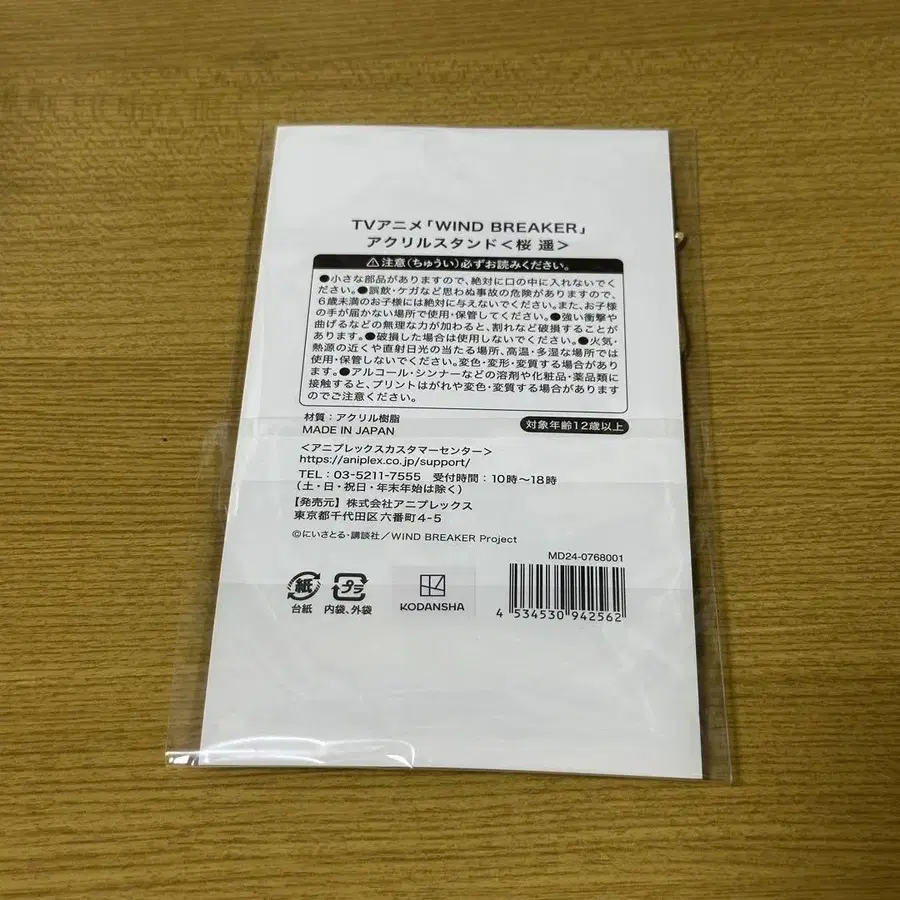 TVアニメ「WIND BREAKER」
アクリルスタンド＜桜 遥＞
⚠注意(ちゅうい)必ずお読みください。
●小さな部品がありますので、絶対に口の中に入れないでく
ださい。●誤飲・ケガなど思わぬ事故の危険がありますので、
6歳未満のお子様には絶対に与えないでください。また、お子様
の手が届かない場所で使用・保管してください。●強い衝撃や
曲げるなどの無理な力が加わると、割れなど破損することが
あります。●破損した場合は使用しないでください。●火気・
熱源の近くや直射日光の当たる場所、高温・多湿な場所では
使用・保管しないでください。変色・変形・変質する場合があります。
●アルコール・シンナーなどの溶剤や化粧品・薬品類に
接触すると、プリントはがれや変色・変質する場合があります
のでご注意ください。
材質：アクリル樹脂
MADE IN JAPAN
対象年齢12歳以上
＜アニプレックスカスタマーセンター＞
https://aniplex.co.jp/support/
TEL：03-5211-7555 受付時間：10時～18時
(土・日・祝日・年末年始は除く)
【発売元】株式会社アニプレックス
東京都千代田区六番町4-5
©にいさとる・講談社／WIND BREAKER Project
MD24-0768001
紙
台紙
プラ
内袋、外袋
KODANSHA
4 534530 942562